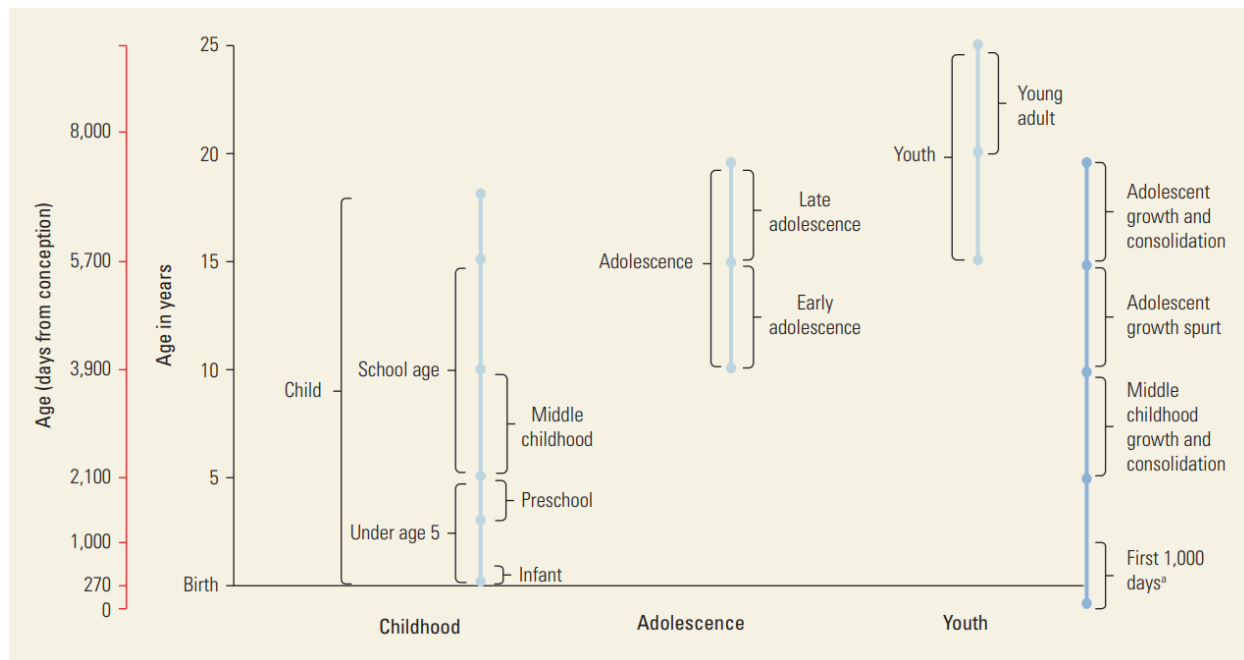 Age (days from conception)
8,000
5,700
3,900
2,100
1,000
270
0
Age in years
25
20
15
10
5
Birth
Child
School age
Under age 5
Middle
childhood
Preschool
Infant
Childhood
Adolescence
Late
adolescence
Early
adolescence
Adolescence
Youth
Young
adult
Youth
Adolescent
growth and
consolidation
Adolescent
growth spurt
Middle
childhood
growth and
consolidation
First 1,000
daysᵃ